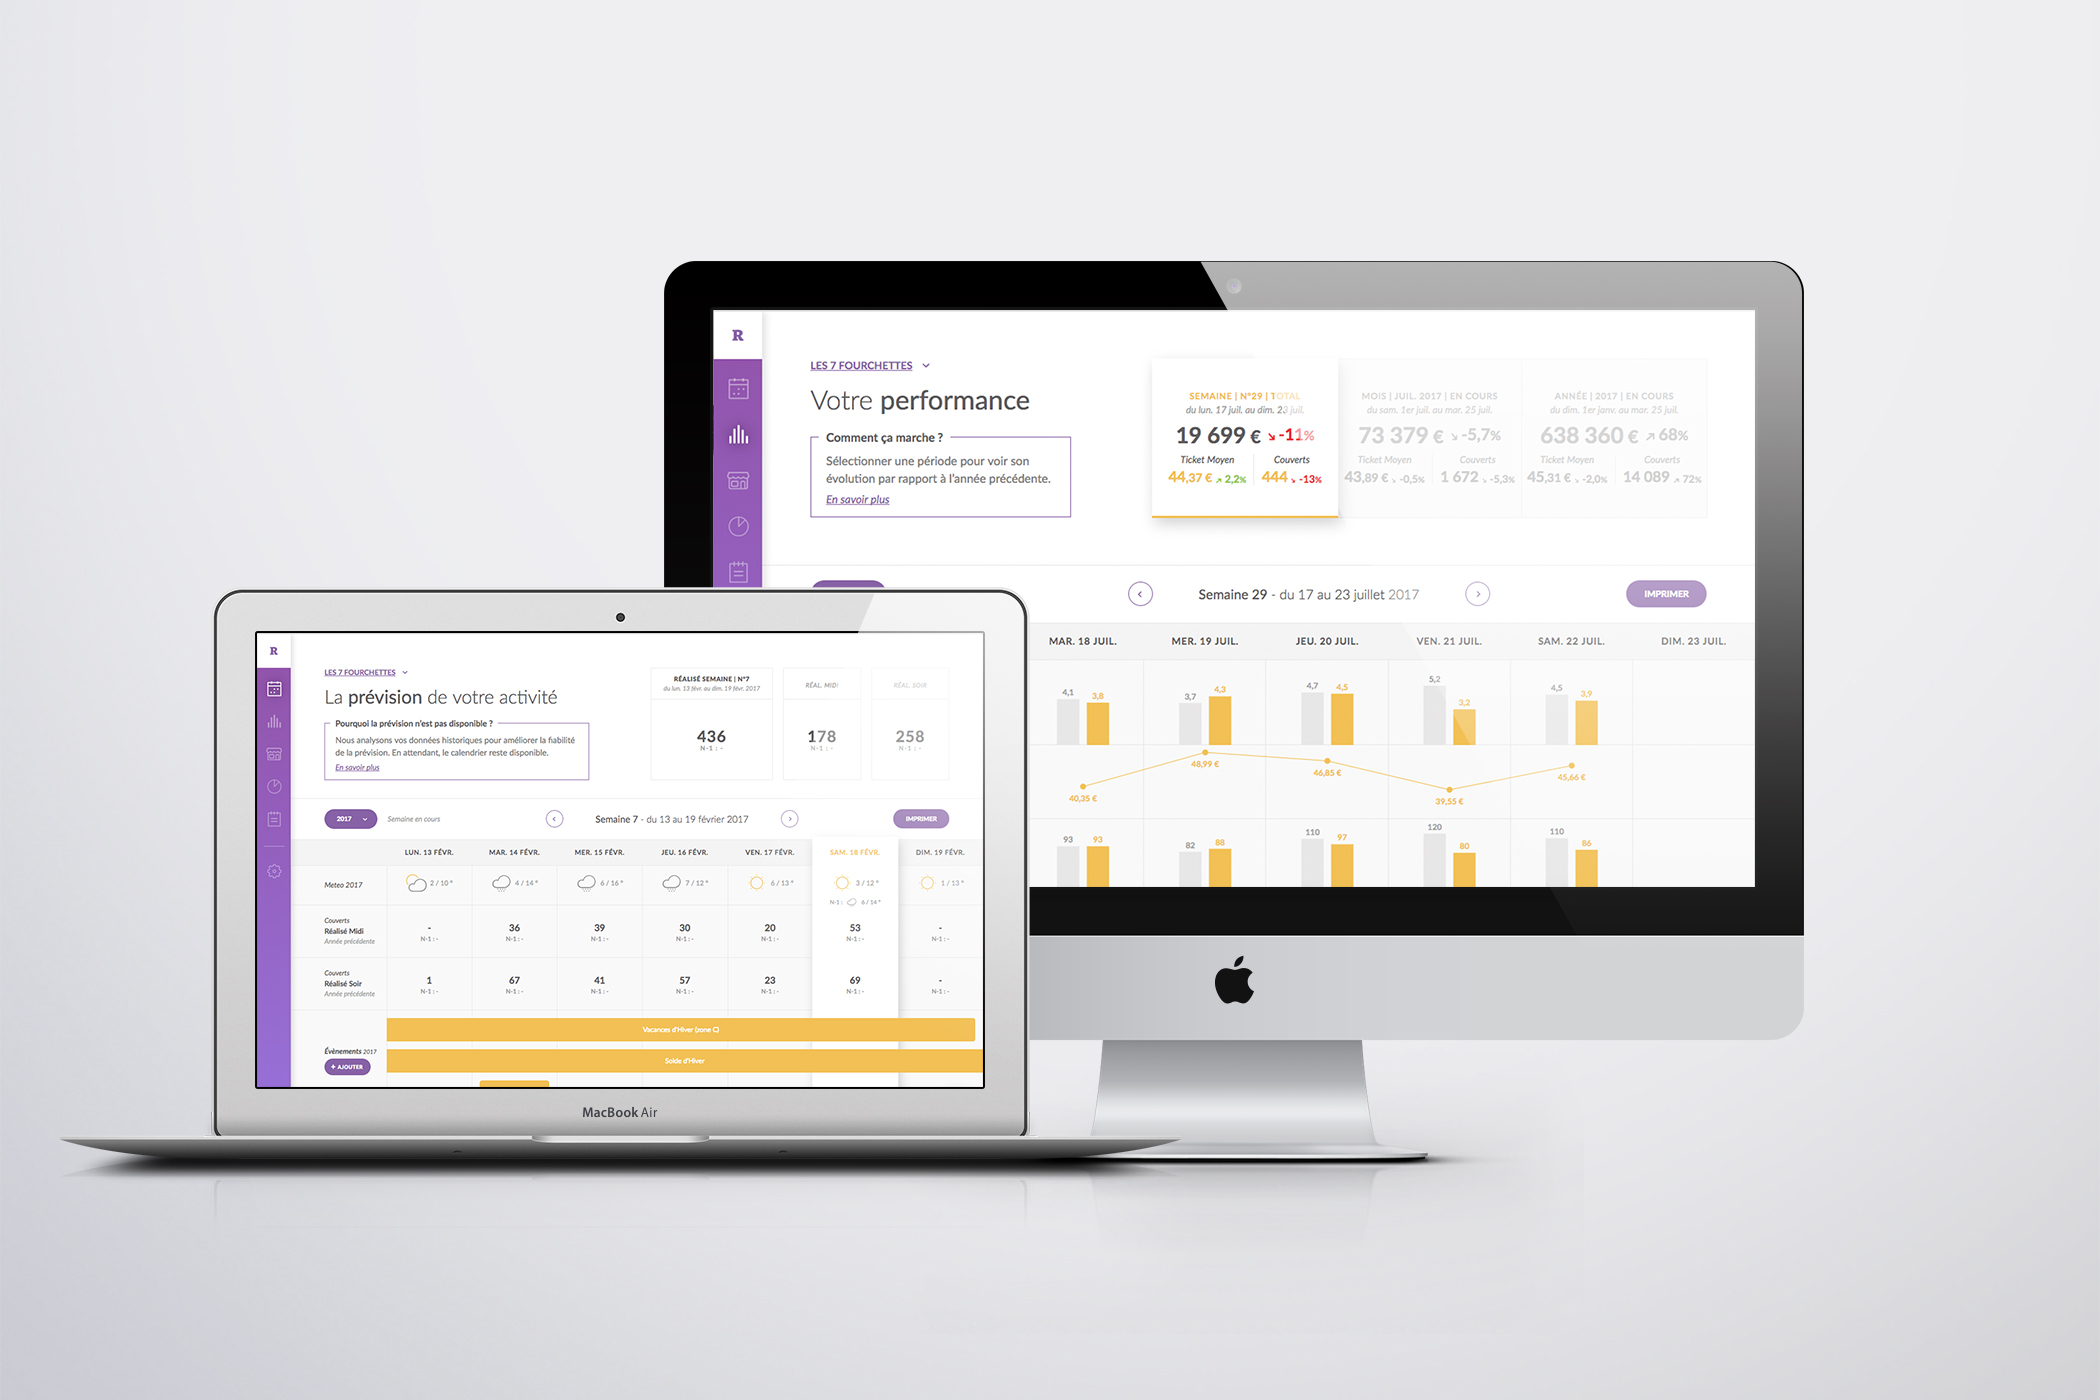 R
LES 7 FOURCHETTES
Votre performance
Comment ça marche ?
Sélectionner une période pour voir son
évolution par rapport à l'année précédente.
En savoir plus
SEMAINE | N°29 | TOTAL
du lun. 17 juil. au dim. 23 juil.
19 699 € -11%
Ticket Moyen Couverts
44,37 € 2,2% 444 -13%
MOIS | JUIL. 2017 | EN COURS
du sam. 1er juil. au mar. 25 juil.
73 379 € -5,7%
Ticket Moyen Couverts
43,89 € -0,5% 1 672 -5,3%
ANNÉE | 2017 | EN COURS
du dim. 1er janv. au mar. 25 juil.
638 360 € 68%
Ticket Moyen Couverts
45,31 € -2,0% 14 089 72%
Semaine 29 - du 17 au 23 juillet 2017
IMPRIMER
MAR. 18 JUIL. MER. 19 JUIL. JEU. 20 JUIL. VEN. 21 JUIL. SAM. 22 JUIL. DIM. 23 JUIL.
4,1 3,8 3,7 4,3 4,7 4,5 5,2 3,2 4,5 3,9
40,35 € 48,99 € 46,85 € 39,55 € 45,66 €
93 93 82 88 110 97 120 80 110 86
R
LES 7 FOURCHETTES
La prévision de votre activité
Pourquoi la prévision n'est pas disponible ?
Nous analysons vos données historiques pour améliorer la fiabilité
de la prévision. En attendant, le calendrier reste disponible.
En savoir plus
RÉALISÉ SEMAINE | N°7
du lun. 13 févr. au dim. 19 févr. 2017
436
N-1 : -
RÉAL. MIDI
178
N-1 : -
RÉAL. SOIR
258
N-1 : -
2017 Semaine en cours
Semaine 7 - du 13 au 19 février 2017
IMPRIMER
LUN. 13 FÉVR. MAR. 14 FÉVR. MER. 15 FÉVR. JEU. 16 FÉVR. VEN. 17 FÉVR. SAM. 18 FÉVR. DIM. 19 FÉVR.
Meteo 2017 2 / 10 ° 4 / 14 ° 6 / 16 ° 7 / 12 ° 6 / 13 ° 3 / 12 ° 1 / 13 °
N-1 : 6 / 14 °
Couverts
Réalisé Midi - 36 39 30 20 53 -
Année précédente N-1 : - N-1 : - N-1 : - N-1 : - N-1 : - N-1 : - N-1 : -
Couverts
Réalisé Soir 1 67 41 57 23 69 -
Année précédente N-1 : - N-1 : - N-1 : - N-1 : - N-1 : - N-1 : - N-1 : -
Vacances d'Hiver (zone C)
Évènements 2017
Solde d'Hiver
+ AJOUTER
MacBook Air